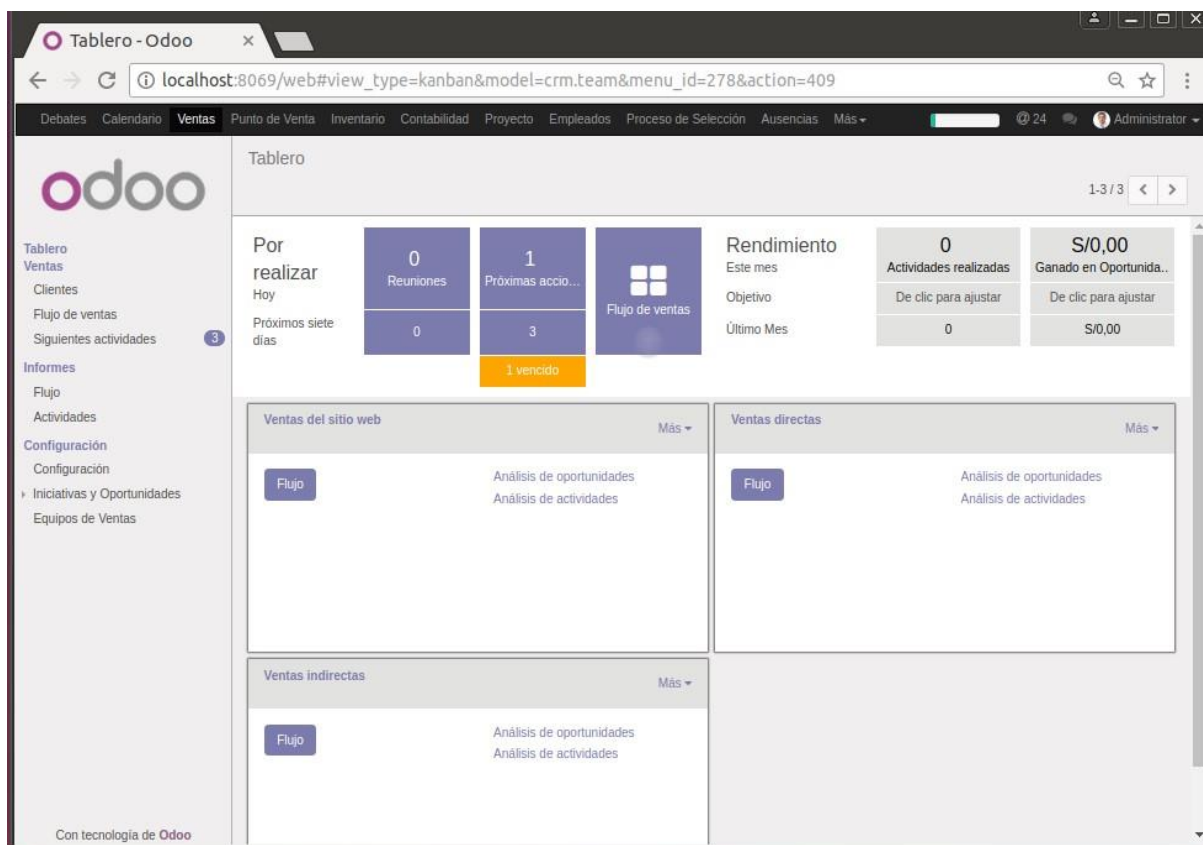 Tablero - Odoo
localhost:8069/web#view_type=kanban&model=crm.team&menu_id=278&action=409
Debates Calendario Ventas Punto de Venta Inventario Contabilidad Proyecto Empleados Proceso de Selección Ausencias Más @ 24 Administrator
odoo
Tablero
1-3 / 3
Tablero
Ventas
Clientes
Flujo de ventas
Siguientes actividades 3
Informes
Flujo
Actividades
Configuración
Configuración
Iniciativas y Oportunidades
Equipos de Ventas
Con tecnología de Odoo
Por
realizar
Hoy
Próximos siete
días
0
Reuniones
0
1
Próximas accio...
3
1 vencido
Flujo de ventas
Rendimiento
Este mes
Objetivo
Último Mes
0
Actividades realizadas
De clic para ajustar
0
S/0,00
Ganado en Oportunida..
De clic para ajustar
S/0,00
Ventas del sitio web
Más
Flujo
Análisis de oportunidades
Análisis de actividades
Ventas directas
Más
Flujo
Análisis de oportunidades
Análisis de actividades
Ventas indirectas
Más
Flujo
Análisis de oportunidades
Análisis de actividades